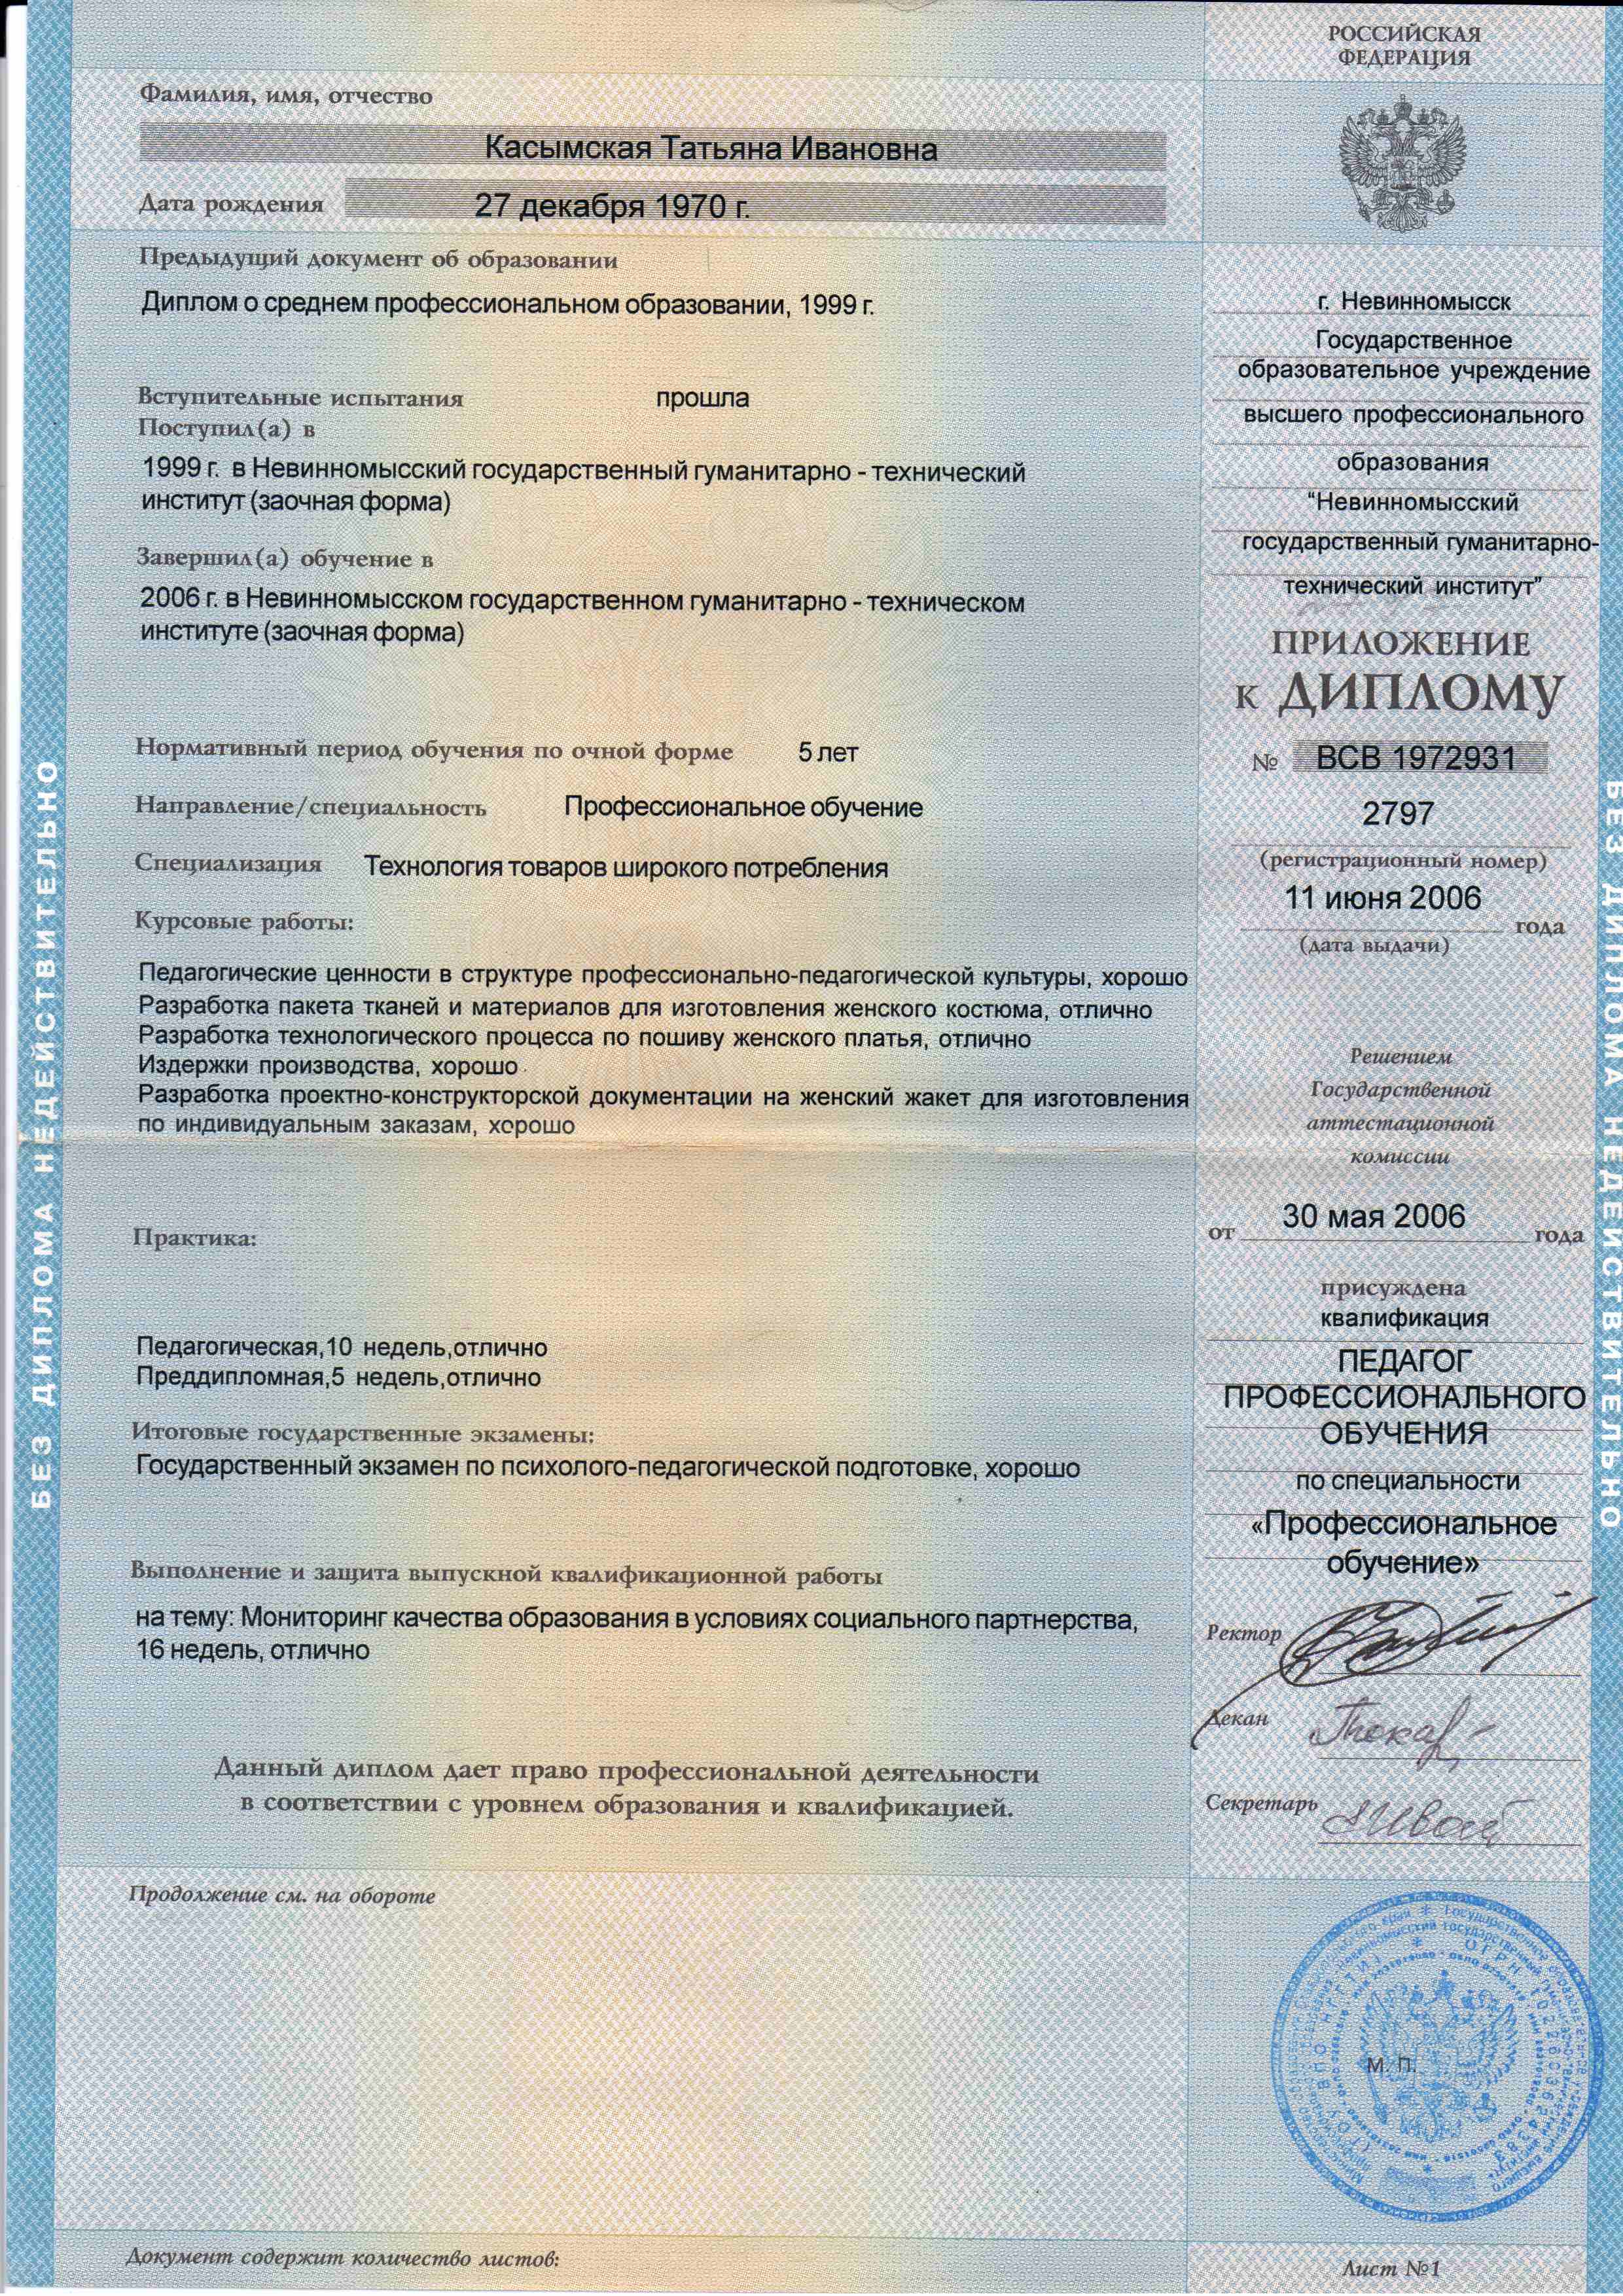 Фамилия, имя, отчество
Касымская Татьяна Ивановна
Дата рождения 27 декабря 1970 г.
Предыдущий документ об образовании
Диплом о среднем профессиональном образовании, 1999 г.
Вступительные испытания прошла
Поступил(а) в
1999 г. в Невинномысский государственный гуманитарно - технический
институт (заочная форма)
Завершил(а) обучение в
2006 г. в Невинномысском государственном гуманитарно - техническом
институте (заочная форма)
Нормативный период обучения по очной форме 5 лет
Направление/специальность Профессиональное обучение
Специализация Технология товаров широкого потребления
Курсовые работы:
Педагогические ценности в структуре профессионально-педагогической культуры, хорошо
Разработка пакета тканей и материалов для изготовления женского костюма, отлично
Разработка технологического процесса по пошиву женского платья, отлично
Издержки производства, хорошо
Разработка проектно-конструкторской документации на женский жакет для изготовления
по индивидуальным заказам, хорошо
Практика:
Педагогическая,10 недель,отлично
Преддипломная,5 недель,отлично
Итоговые государственные экзамены:
Государственный экзамен по психолого-педагогической подготовке, хорошо
Выполнение и защита выпускной квалификационной работы
на тему: Мониторинг качества образования в условиях социального партнерства,
16 недель, отлично
Данный диплом дает право профессиональной деятельности
в соответствии с уровнем образования и квалификацией.
Продолжение см. на обороте
Документ содержит количество листов:
РОССИЙСКАЯ
ФЕДЕРАЦИЯ
г. Невинномысск
Государственное
образовательное учреждение
высшего профессионального
образования
"Невинномысский
государственный гуманитарно-
технический институт"
ПРИЛОЖЕНИЕ
к ДИПЛОМУ
№ ВСВ 1972931
2797
(регистрационный номер)
11 июня 2006 года
(дата выдачи)
Решением
Государственной
аттестационной
комиссии
от 30 мая 2006 года
присуждена
квалификация
ПЕДАГОГ
ПРОФЕССИОНАЛЬНОГО
ОБУЧЕНИЯ
по специальности
«Профессиональное
обучение»
Ректор
Декан
Секретарь
М. П.
Лист №1
БЕЗ ДИПЛОМА НЕДЕЙСТВИТЕЛЬНО
БЕЗ ДИПЛОМА НЕДЕЙСТВИТЕЛЬНО